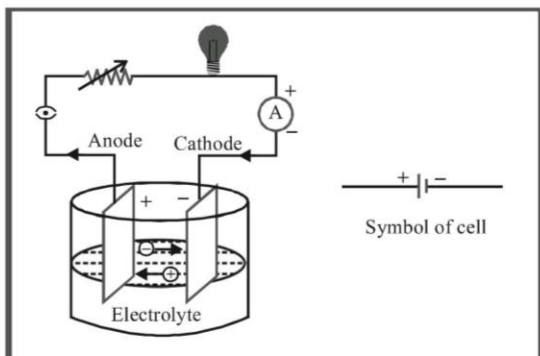 +
A
−
Anode Cathode
+ −
−
+
Electrolyte
+ −
Symbol of cell